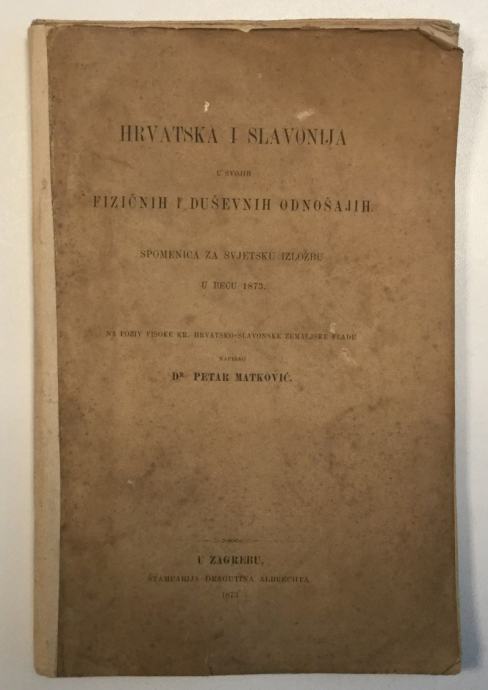 HRVATSKA I SLAVONIJA
U SVOJIH
FIZIČNIH I DUŠEVNIH ODNOŠAJIH.
SPOMENICA ZA SVJETSKU IZLOŽBU
U BEČU 1873.
NA POZIV VISOKE KR. HRVATSKO-SLAVONSKE ZEMALJSKE VLADE
NAPISAO
DR. PETAR MATKOVIĆ.
U ZAGREBU,
ŠTAMPARIJA DRAGUTINA ALBRECHTA
1873